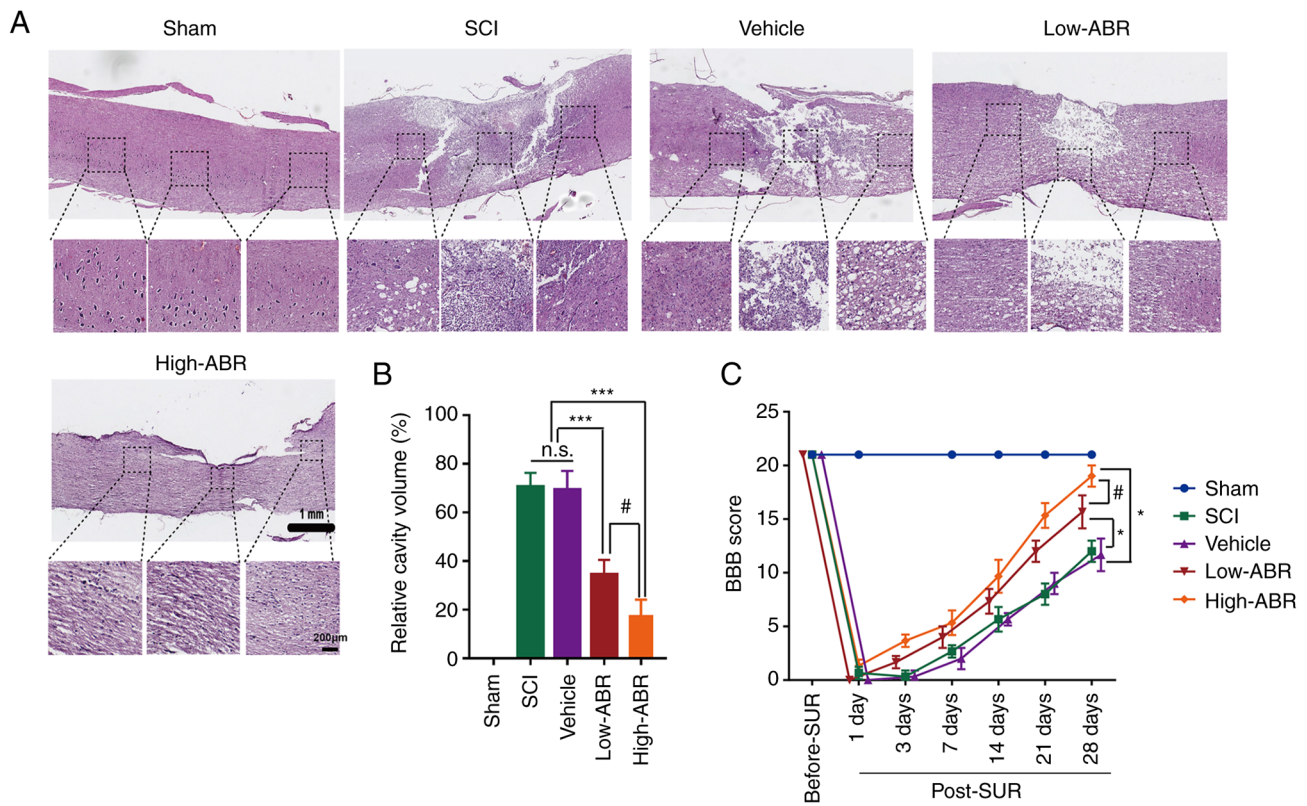 A
Sham
SCI
Vehicle
Low-ABR
High-ABR
1 mm
200μm
B
Relative cavity volume (%)
100
80
60
40
20
0
***
***
n.s.
#
Sham
SCI
Vehicle
Low-ABR
High-ABR
C
BBB score
25
20
15
10
5
0
#
*
*
Before-SUR
1 day
3 days
7 days
14 days
21 days
28 days
Post-SUR
Sham
SCI
Vehicle
Low-ABR
High-ABR